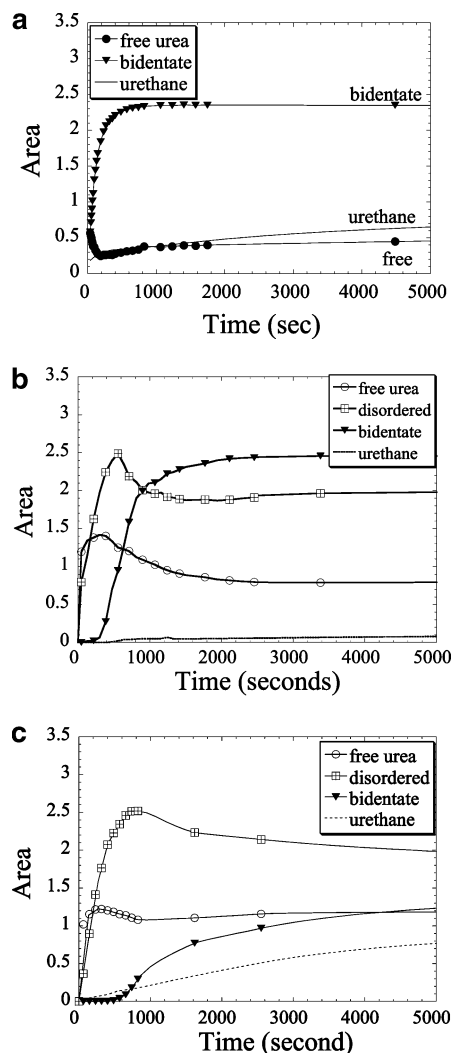 a
free urea
bidentate
urethane
3.5
3
2.5
2
1.5
1
0.5
0
Area
bidentate
urethane
free
0 1000 2000 3000 4000 5000
Time (sec)
b
free urea
disordered
bidentate
urethane
3.5
3
2.5
2
1.5
1
0.5
0
Area
0 1000 2000 3000 4000 5000
Time (seconds)
c
free urea
disordered
bidentate
urethane
3.5
3
2.5
2
1.5
1
0.5
0
Area
0 1000 2000 3000 4000 5000
Time (second)